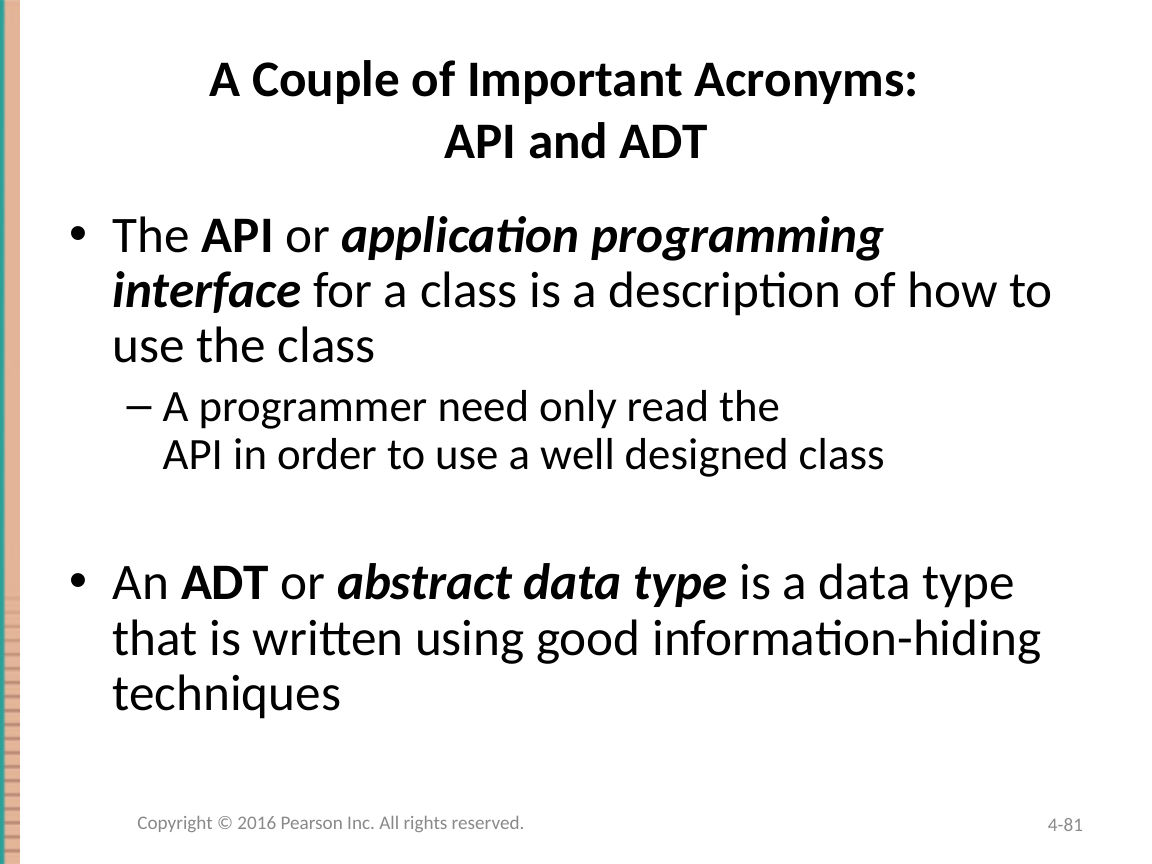 A Couple of Important Acronyms:
API and ADT
• The API or application programming
interface for a class is a description of how to
use the class
– A programmer need only read the
API in order to use a well designed class
• An ADT or abstract data type is a data type
that is written using good information-hiding
techniques
Copyright © 2016 Pearson Inc. All rights reserved.
4-81